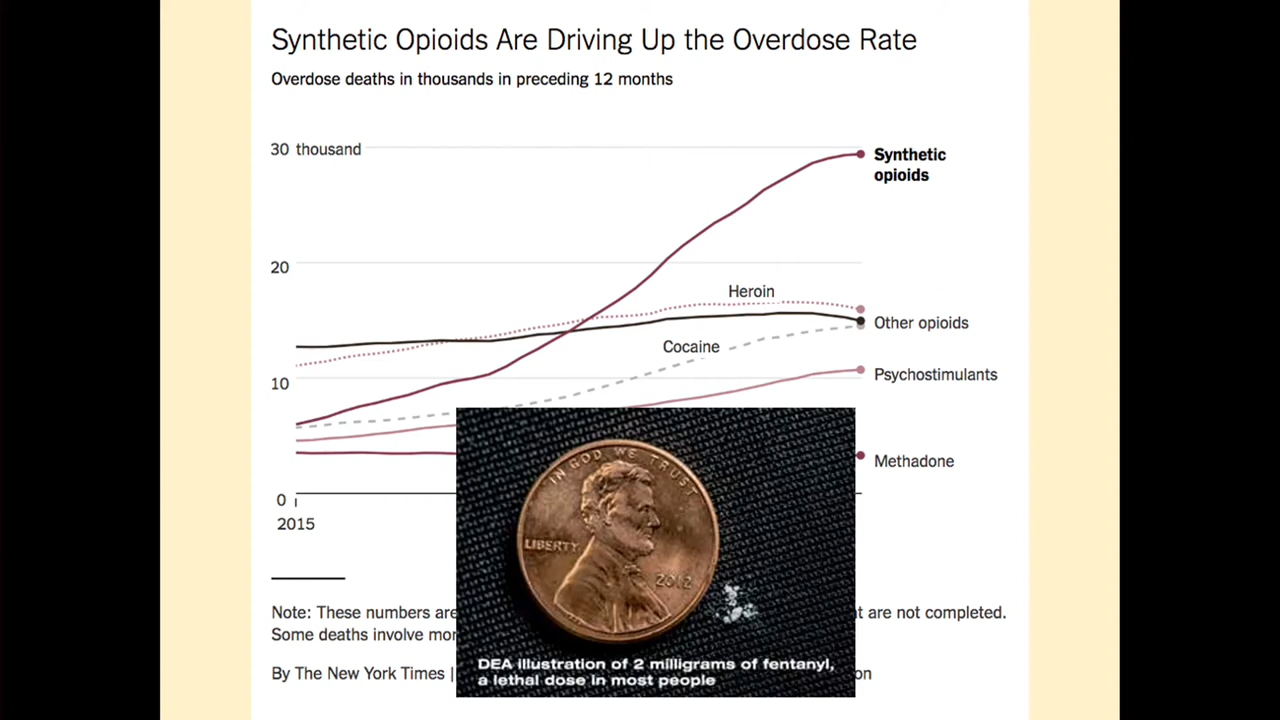 Synthetic Opioids Are Driving Up the Overdose Rate
Overdose deaths in thousands in preceding 12 months
30 thousand
Synthetic
opioids
20
Heroin
Other opioids
Cocaine
10
Psychostimulants
Methadone
0
2015
IN GOD WE TRUST
LIBERTY
2012
Note: These numbers are
are not completed.
Some deaths involve
By The New York Times |
DEA illustration of 2 milligrams of fentanyl,
a lethal dose in most people